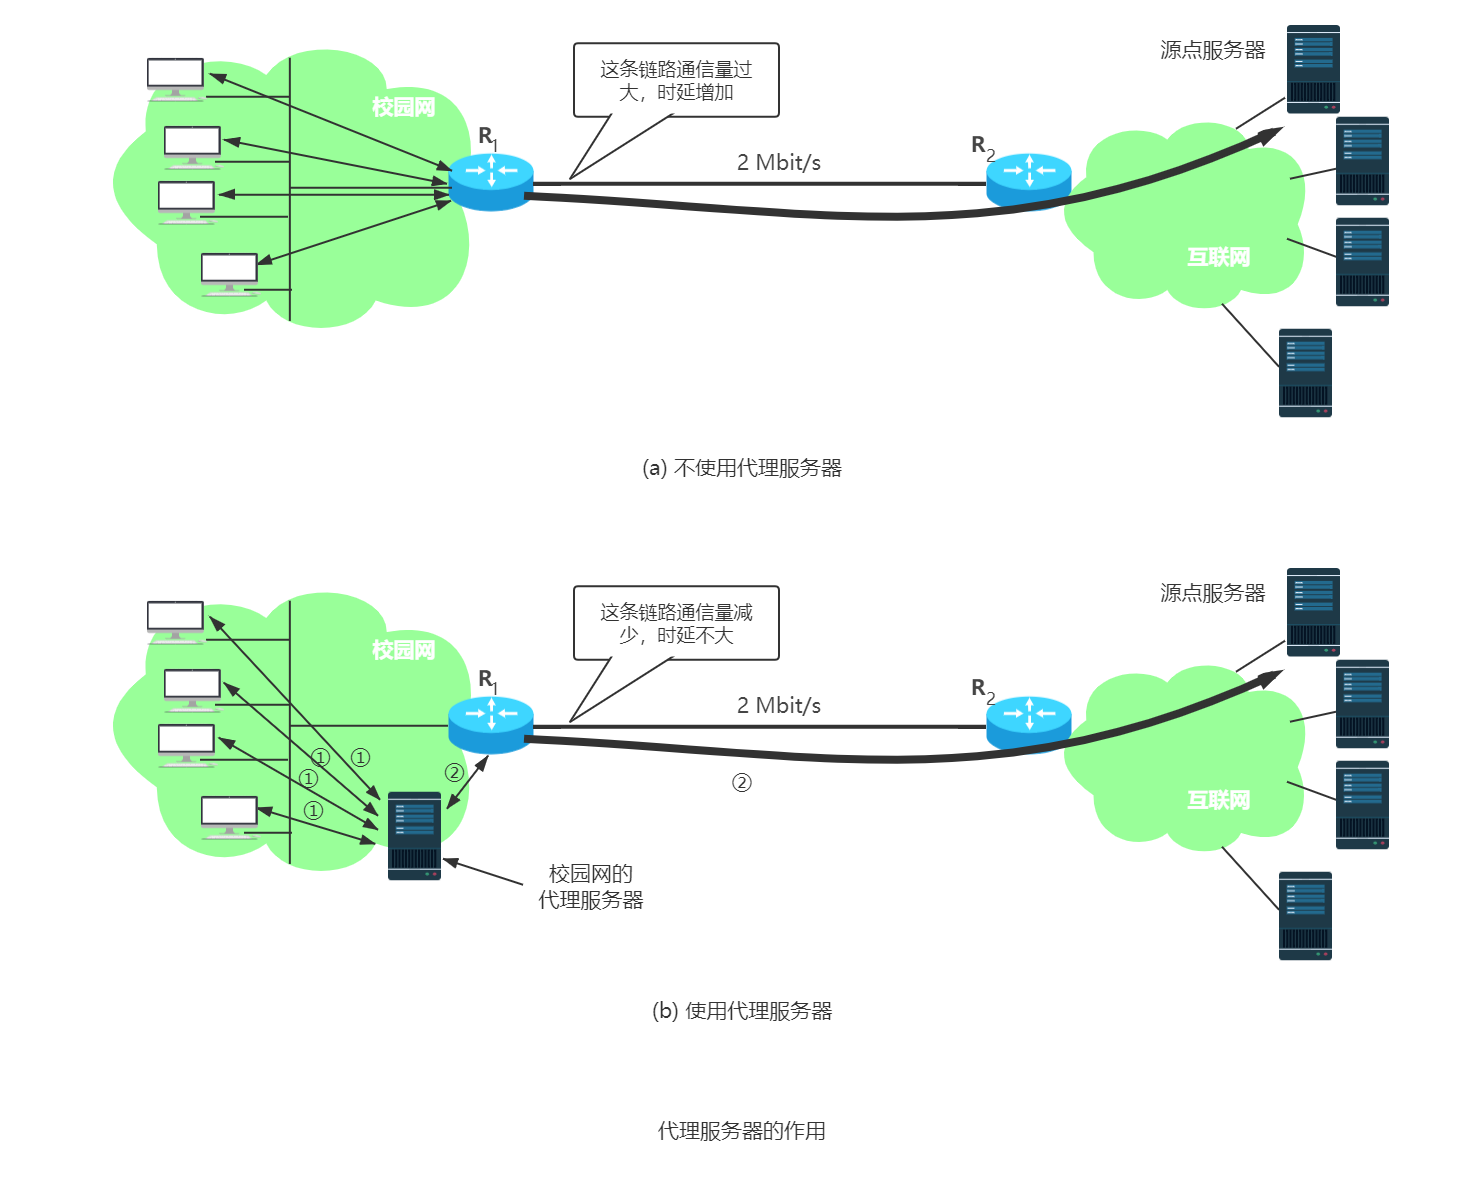 源点服务器
这条链路通信量过
大，时延增加
校园网
R1
2 Mbit/s
R2
互联网
(a) 不使用代理服务器
源点服务器
这条链路通信量减
少，时延不大
校园网
R1
2 Mbit/s
R2
①
①
①
①
②
②
互联网
校园网的
代理服务器
(b) 使用代理服务器
代理服务器的作用